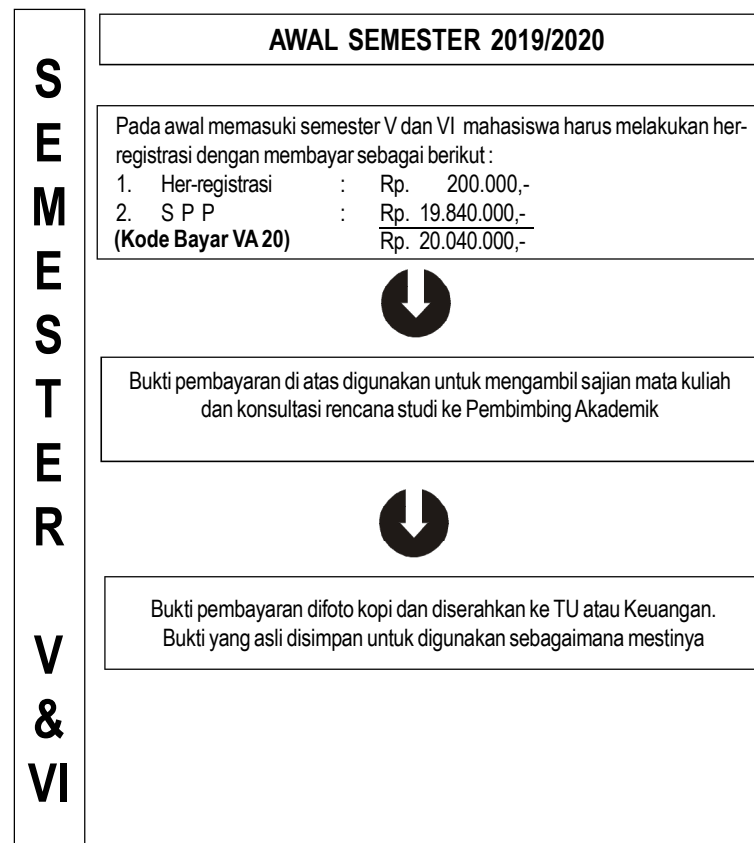 SEMESTER V & VI
AWAL SEMESTER 2019/2020
Pada awal memasuki semester V dan VI mahasiswa harus melakukan her-
registrasi dengan membayar sebagai berikut :
1. Her-registrasi : Rp. 200.000,-
2. S P P : Rp. 19.840.000,-
(Kode Bayar VA 20) Rp. 20.040.000,-
Bukti pembayaran di atas digunakan untuk mengambil sajian mata kuliah
dan konsultasi rencana studi ke Pembimbing Akademik
Bukti pembayaran difoto kopi dan diserahkan ke TU atau Keuangan.
Bukti yang asli disimpan untuk digunakan sebagaimana mestinya